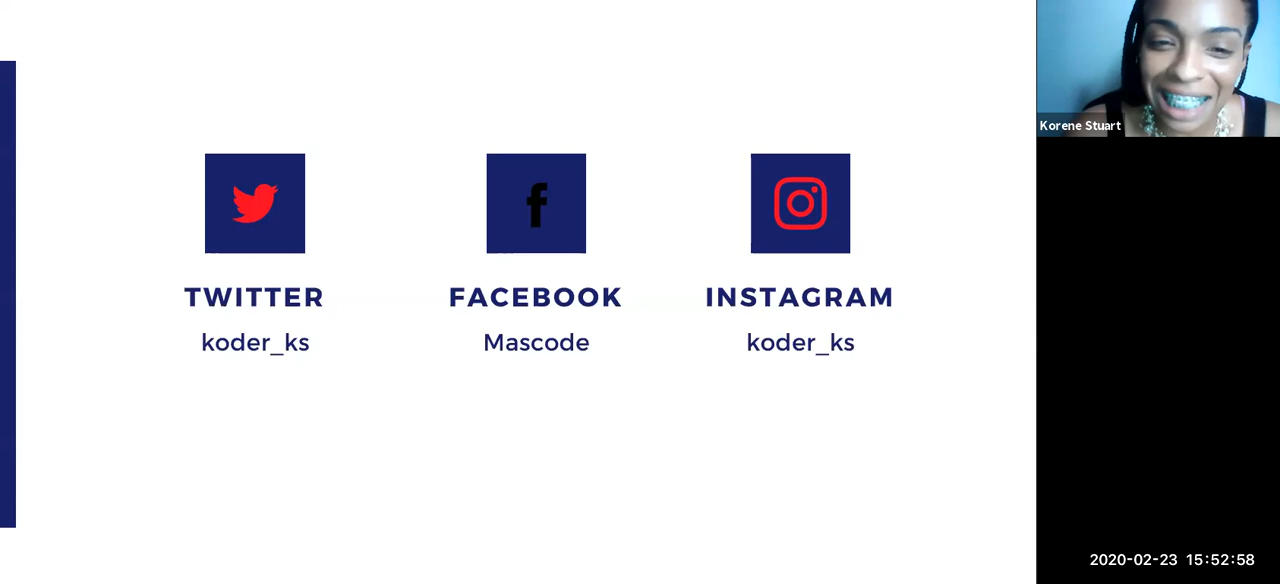 TWITTER
koder_ks
FACEBOOK
Mascode
INSTAGRAM
koder_ks
Korene Stuart
2020-02-23 15:52:58